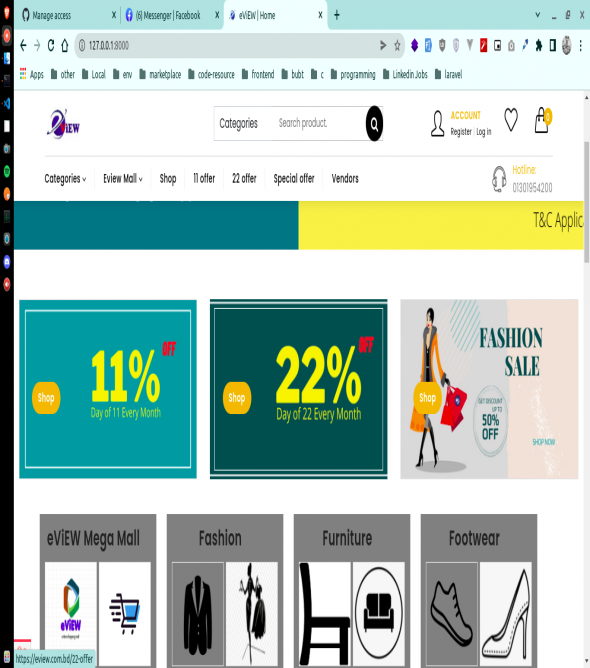 Manage access
(6) Messenger | Facebook
eViEW | Home
127.0.0.1:8000
Apps other Local env marketplace code-resource frontend bubt c programming Linkedin Jobs laravel
eViEW
Categories Search product.
ACCOUNT
Register | Log in
0
Categories Eview Mall Shop 11 offer 22 offer Special offer Vendors
Hotline:
01301954200
T&C Applic
11% OFF
Shop
Day of 11 Every Month
22% OFF
Shop
Day of 22 Every Month
FASHION
SALE
Shop
GET DISCOUNT
UP TO
50%
OFF
SHOP NOW
eViEW Mega Mall
Fashion
Furniture
Footwear
eViEW
https://eview.com.bd/22-offer